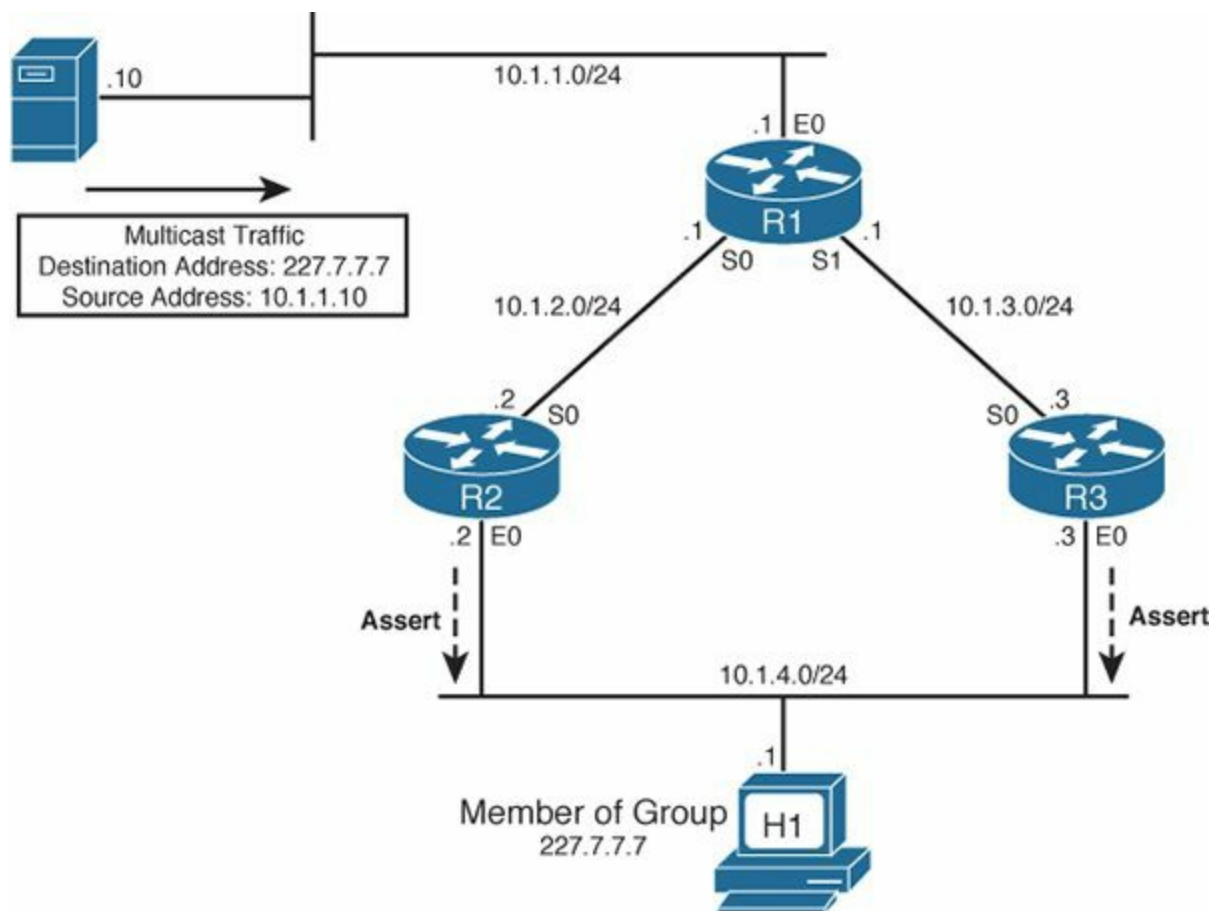 .10
10.1.1.0/24
.1 E0
R1
Multicast Traffic
Destination Address: 227.7.7.7
Source Address: 10.1.1.10
.1
S0
.1
S1
10.1.2.0/24
10.1.3.0/24
.2
S0
.3
S0
R2
R3
.2 E0
.3 E0
Assert
Assert
10.1.4.0/24
.1
Member of Group
227.7.7.7
H1